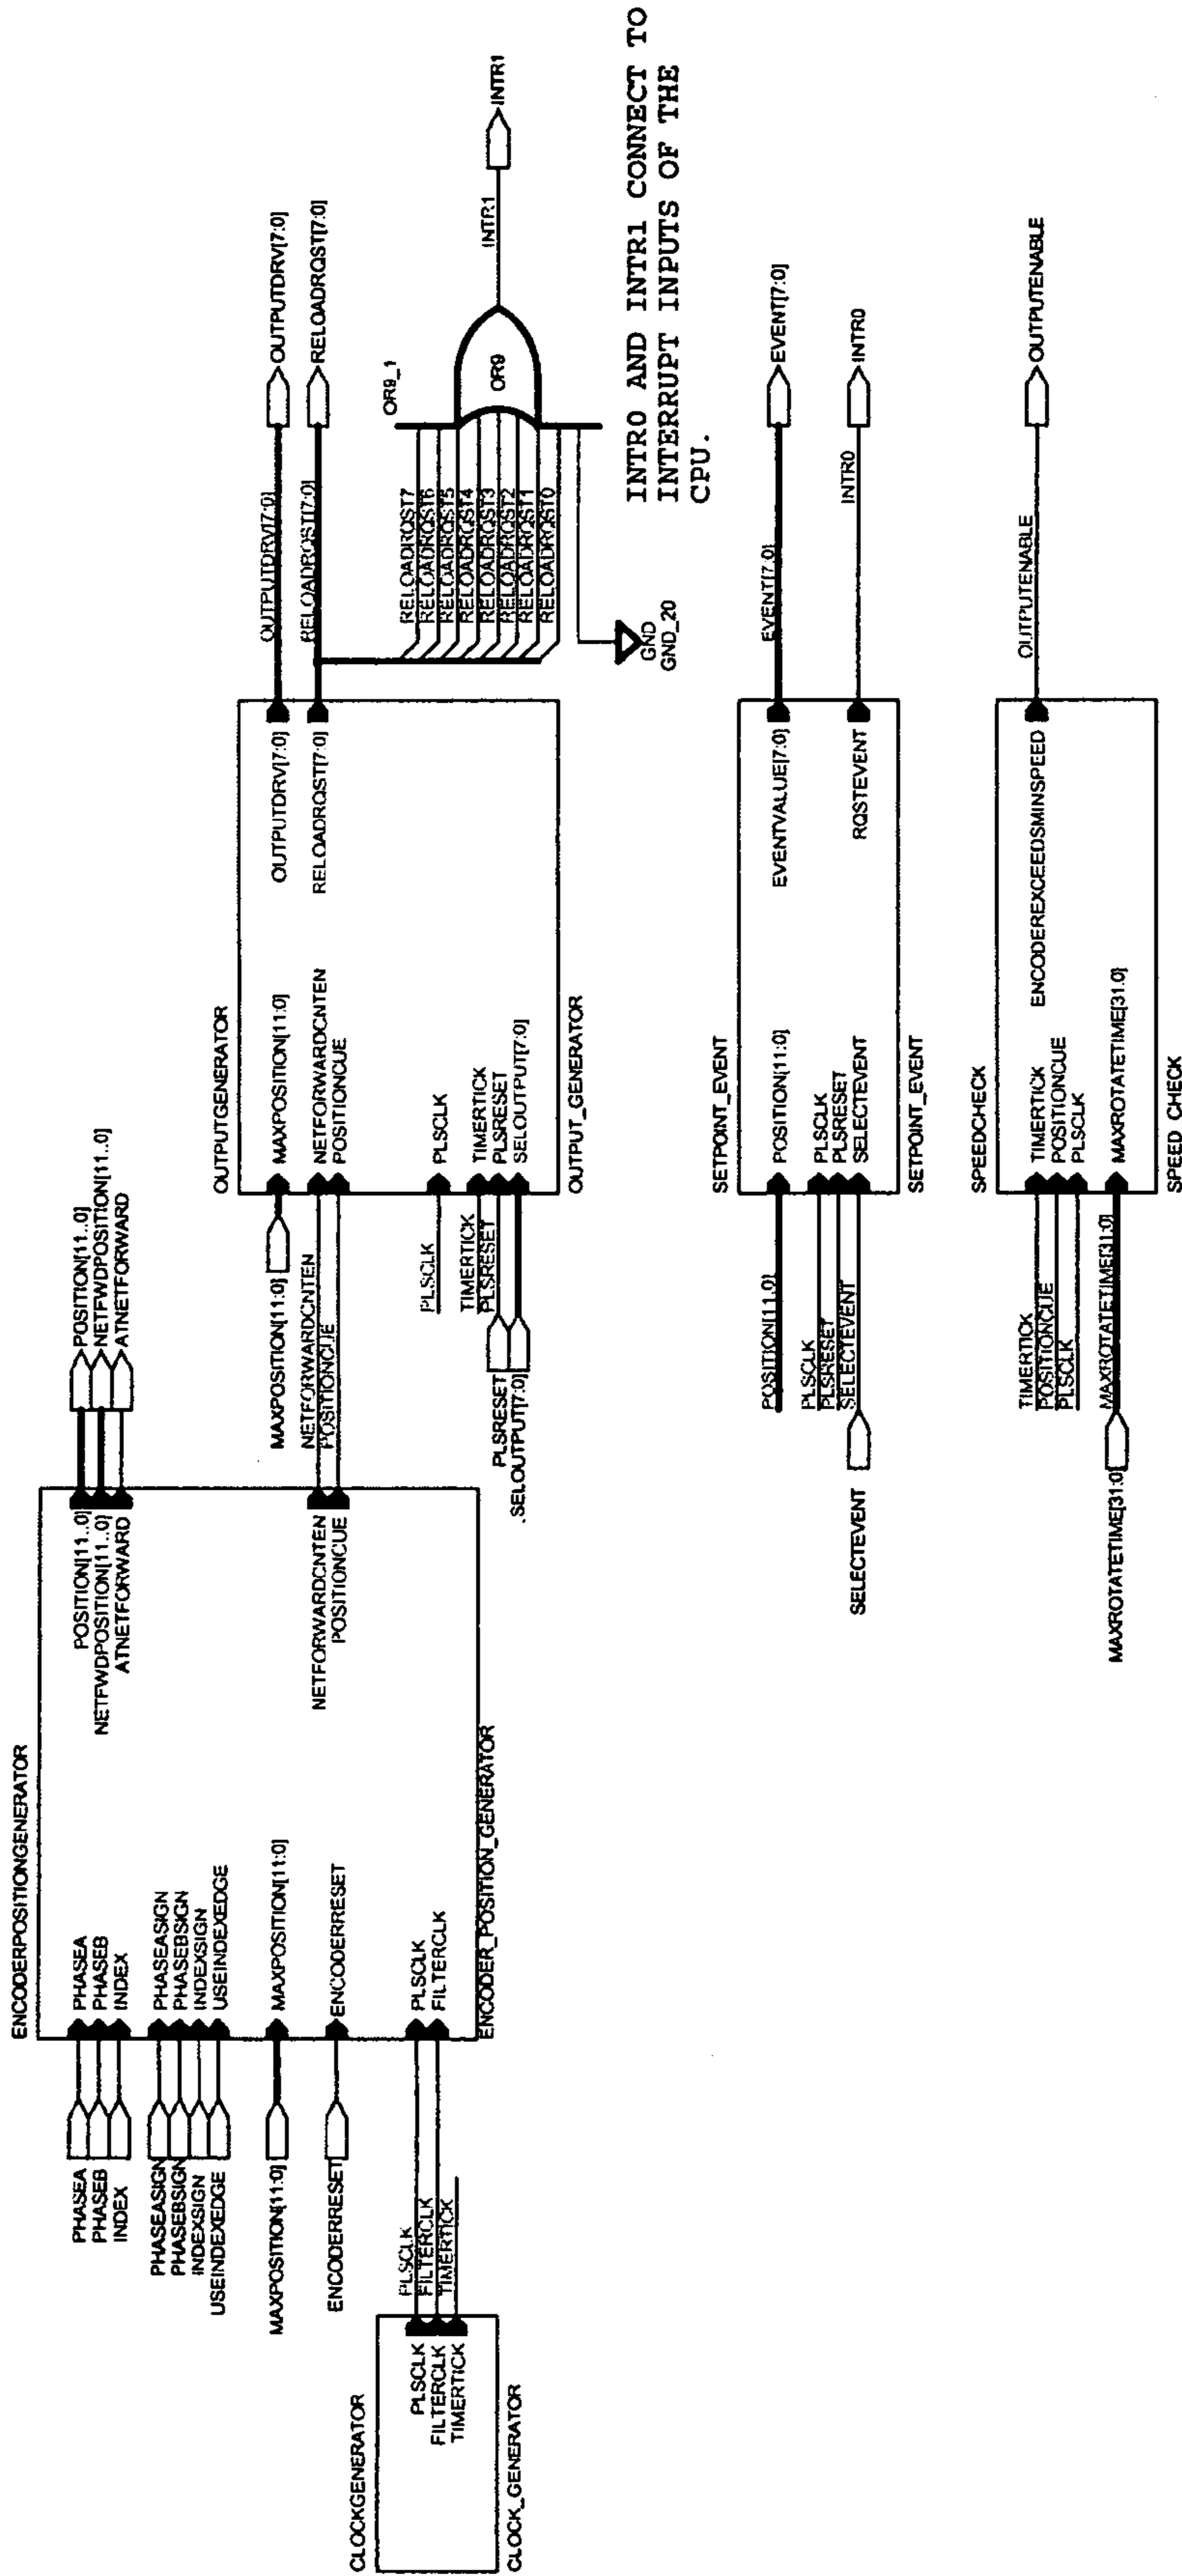 ENCODERPOSITIONGENERATOR
PHASEA
PHASEB
INDEX
PHASEASIGN
PHASEBSIGN
INDEXSIGN
USEINDEXEDGE
MAXPOSITION[11:0]
ENCODERRESET
PHASEA
PHASEB
INDEX
PHASEASIGN
PHASEBSIGN
INDEXSIGN
USEINDEXEDGE
MAXPOSITION[11:0]
ENCODERRESET
PLSCLK
FILTERCLK
POSITION[11..0]
NETFWDPOSITION[11..0]
ATNETFORWARD
NETFORWARDCNTEN
POSITIONCUE
POSITION[11..0]
NETFWDPOSITION[11..0]
ATNETFORWARD
ENCODER_POSITION_GENERATOR
CLOCKGENERATOR
PLSCLK
FILTERCLK
TIMERTICK
PLSCLK
FILTERCLK
TIMERTICK
CLOCK_GENERATOR
OUTPUTGENERATOR
MAXPOSITION[11:0]
NETFORWARDCNTEN
POSITIONCUE
PLSCLK
TIMERTICK
PLSRESET
PLSRESET
.SELOUTPUT[7:0]
MAXPOSITION[11:0]
NETFORWARDCNTEN
POSITIONCUE
PLSCLK
TIMERTICK
PLSRESET
SELOUTPUT[7:0]
OUTPUTDRV[7:0]
RELOADRQST[7:0]
OUTPUT_GENERATOR
OUTPUTDRV[7:0]
RELOADRQST[7:0]
OUTPUTDRV[7:0]
RELOADRQST[7:0]
OR9_1
RELOADRQST7
RELOADRQST6
RELOADRQST5
RELOADRQST4
RELOADRQST3
RELOADRQST2
RELOADRQST1
RELOADRQST0
OR9
INTR1
INTR1
GND
GND_20
INTR0 AND INTR1 CONNECT TO
INTERRUPT INPUTS OF THE
CPU.
SETPOINT_EVENT
POSITION[11..0]
PLSCLK
PLSRESET
SELECTEVENT
SELECTEVENT
POSITION[11:0]
PLSCLK
PLSRESET
SELECTEVENT
EVENTVALUE[7:0]
RQSTEVENT
SETPOINT_EVENT
EVENT[7:0]
INTR0
EVENT[7:0]
INTR0
SPEEDCHECK
TIMERTICK
POSITIONCUE
PLSCLK
MAXROTATETIME[31:0]
MAXROTATETIME[31:0]
TIMERTICK
POSITIONCUE
PLSCLK
MAXROTATETIME[31:0]
ENCODEREXCEEDSMINSPEED
SPEED_CHECK
OUTPUTENABLE
OUTPUTENABLE